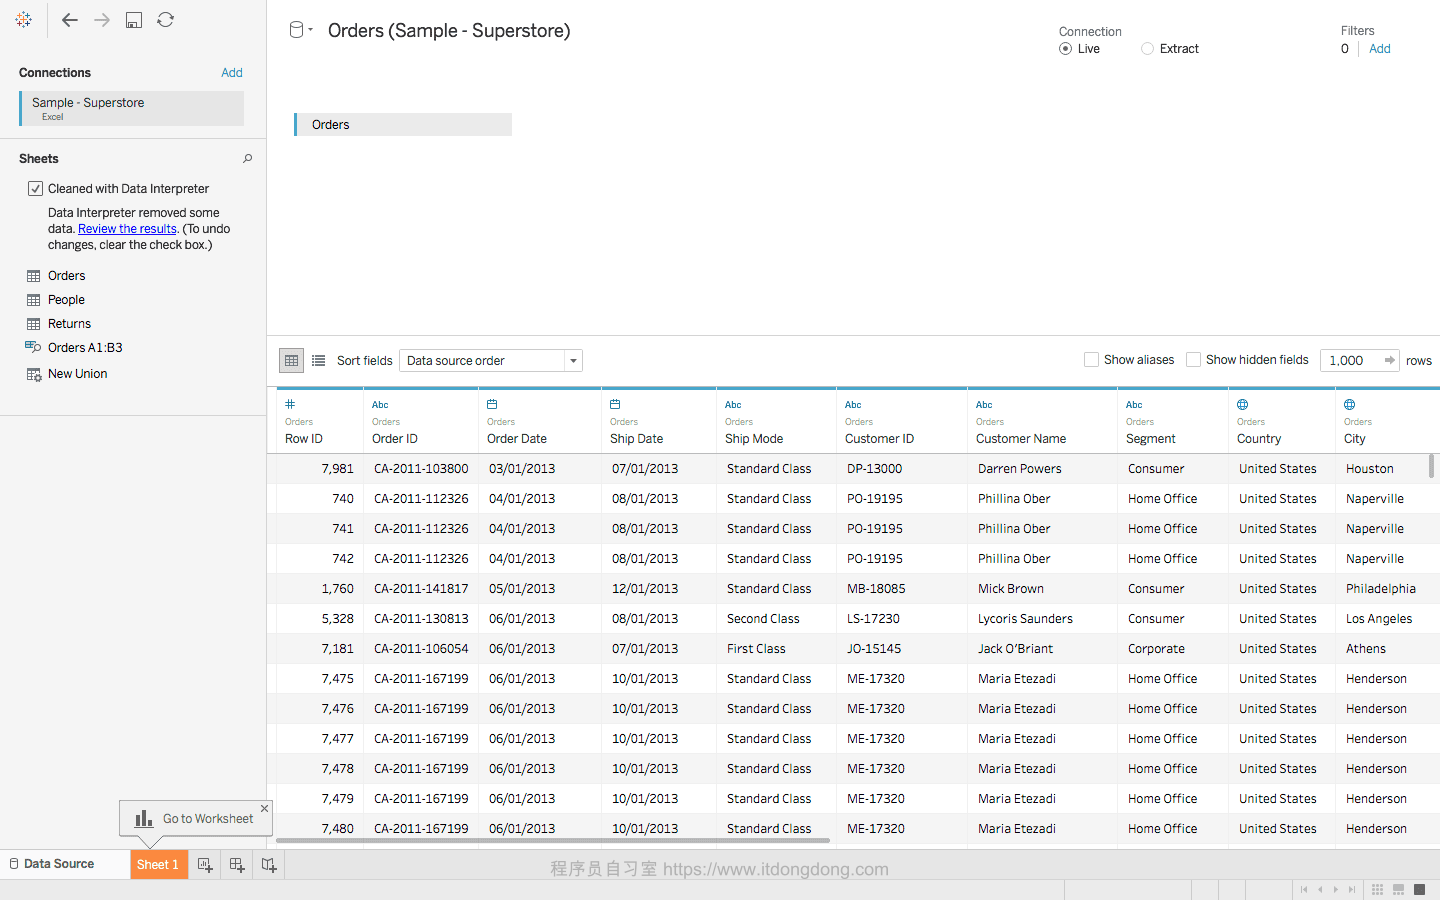 Orders (Sample - Superstore)
Connection
Live Extract
Filters
0 Add
Connections Add
Sample - Superstore
Excel
Orders
Sheets
Cleaned with Data Interpreter
Data Interpreter removed some
data. Review the results. (To undo
changes, clear the check box.)
Orders
People
Returns
Orders A1:B3
New Union
Sort fields Data source order Show aliases Show hidden fields 1,000 rows
Abc Abc Abc Abc Abc
Orders Orders Orders Orders Orders Orders Orders Orders Orders Orders
Row ID Order ID Order Date Ship Date Ship Mode Customer ID Customer Name Segment Country City
7,981 CA-2011-103800 03/01/2013 07/01/2013 Standard Class DP-13000 Darren Powers Consumer United States Houston
740 CA-2011-112326 04/01/2013 08/01/2013 Standard Class PO-19195 Phillina Ober Home Office United States Naperville
741 CA-2011-112326 04/01/2013 08/01/2013 Standard Class PO-19195 Phillina Ober Home Office United States Naperville
742 CA-2011-112326 04/01/2013 08/01/2013 Standard Class PO-19195 Phillina Ober Home Office United States Naperville
1,760 CA-2011-141817 05/01/2013 12/01/2013 Standard Class MB-18085 Mick Brown Consumer United States Philadelphia
5,328 CA-2011-130813 06/01/2013 08/01/2013 Second Class LS-17230 Lycoris Saunders Consumer United States Los Angeles
7,181 CA-2011-106054 06/01/2013 07/01/2013 First Class JO-15145 Jack O'Briant Corporate United States Athens
7,475 CA-2011-167199 06/01/2013 10/01/2013 Standard Class ME-17320 Maria Etezadi Home Office United States Henderson
7,476 CA-2011-167199 06/01/2013 10/01/2013 Standard Class ME-17320 Maria Etezadi Home Office United States Henderson
7,477 CA-2011-167199 06/01/2013 10/01/2013 Standard Class ME-17320 Maria Etezadi Home Office United States Henderson
7,478 CA-2011-167199 06/01/2013 10/01/2013 Standard Class ME-17320 Maria Etezadi Home Office United States Henderson
7,479 CA-2011-167199 06/01/2013 10/01/2013 Standard Class ME-17320 Maria Etezadi Home Office United States Henderson
7,480 CA-2011-167199 06/01/2013 10/01/2013 Standard Class ME-17320 Maria Etezadi Home Office United States Henderson
Go to Worksheet
Data Source Sheet 1
程序员自习室 https://www.itdongdong.com